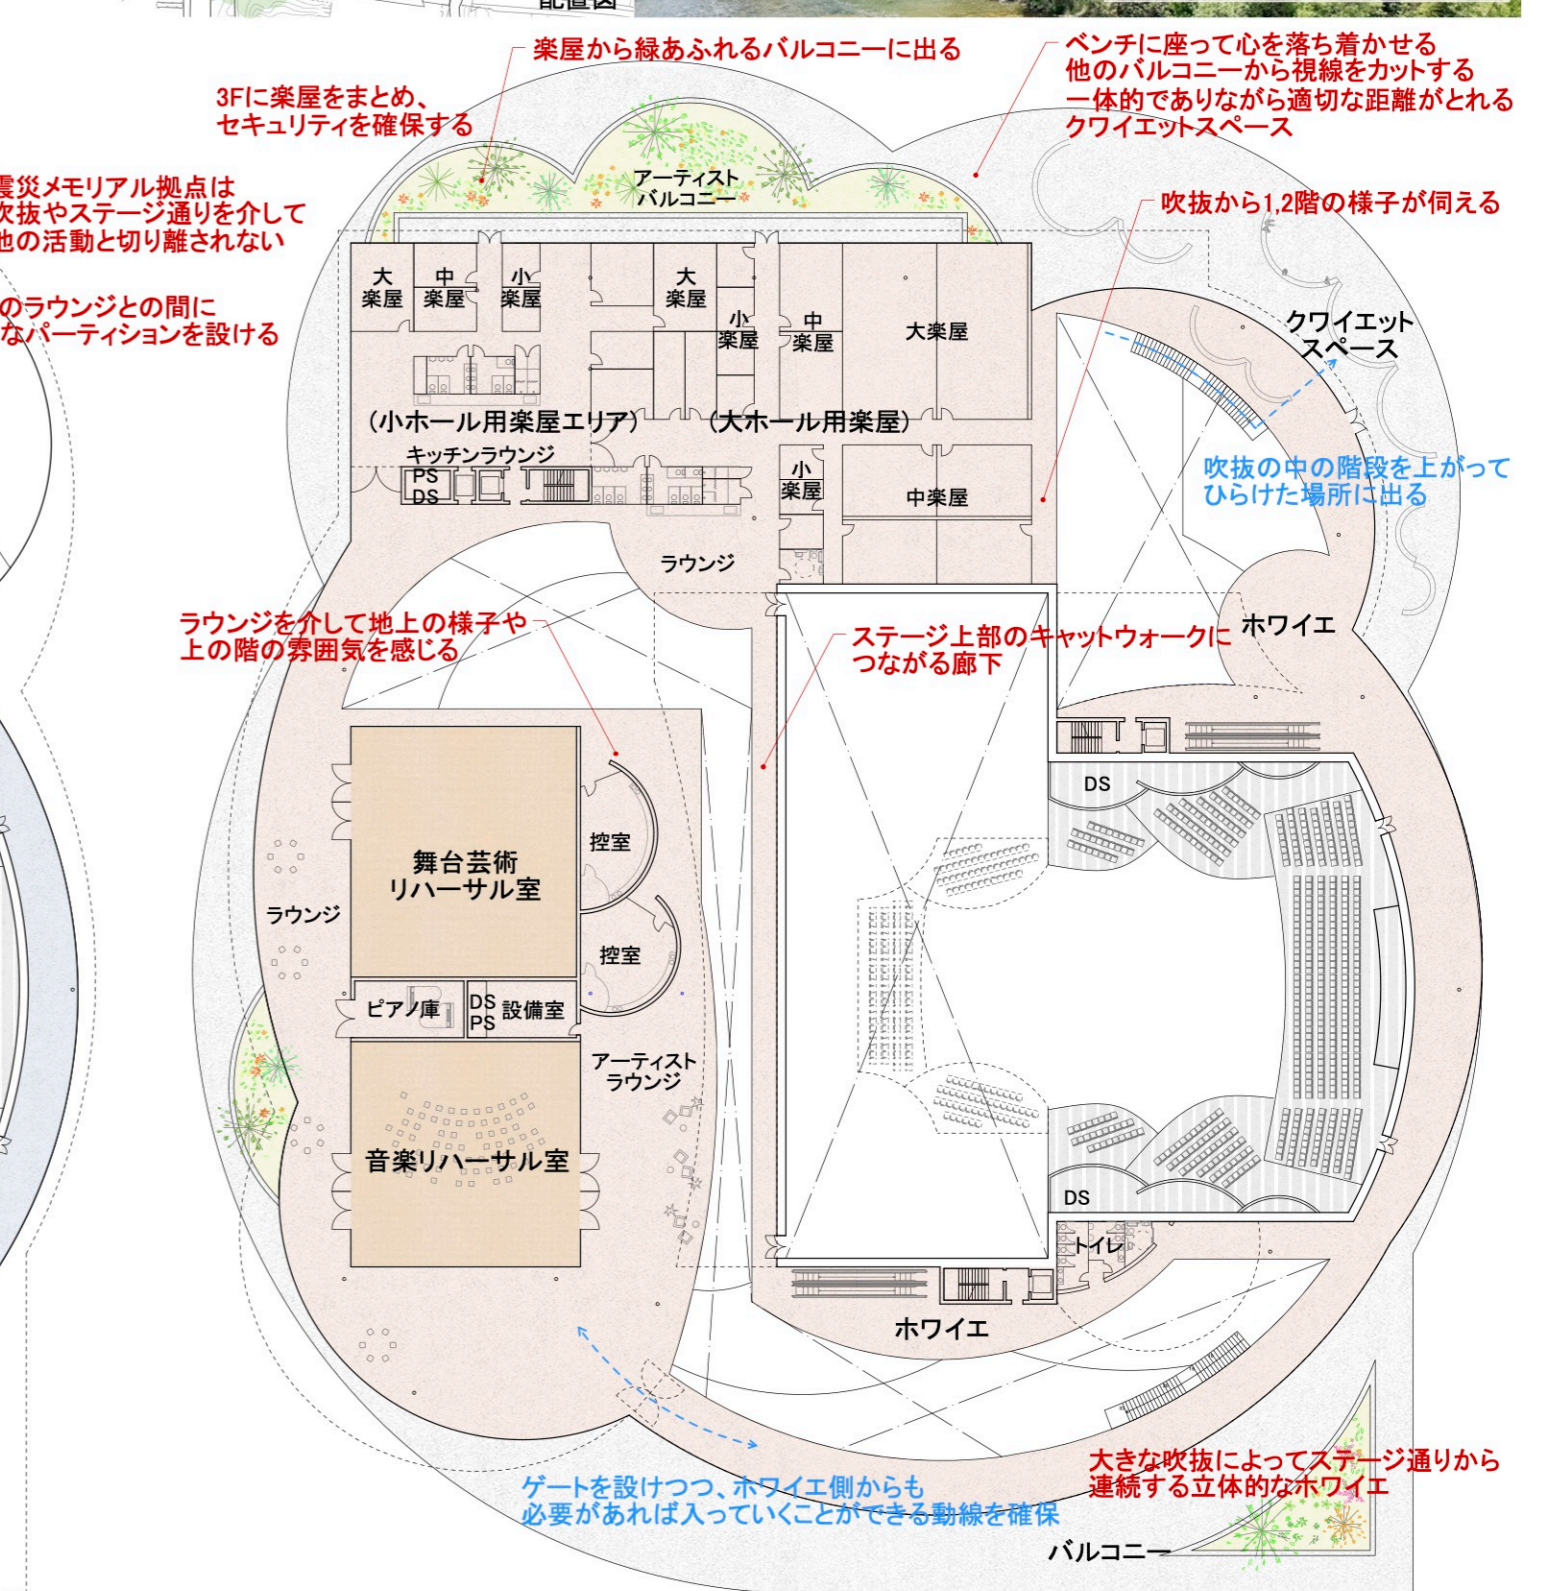 配置図
楽屋から緑あふれるバルコニーに出る
ベンチに座って心を落ち着かせる
他のバルコニーから視線をカットする
一体的でありながら適切な距離がとれる
クワイエットスペース
3Fに楽屋をまとめ、
セキュリティを確保する
震災メモリアル拠点は
吹抜やステージ通りを介して
他の活動と切り離されない
のラウンジとの間に
なパーティションを設ける
アーティスト
バルコニー
吹抜から1,2階の様子が伺える
大
楽屋
中
楽屋
小
楽屋
大
楽屋
小
楽屋
中
楽屋
大楽屋
クワイエット
スペース
(小ホール用楽屋エリア)
(大ホール用楽屋)
キッチンラウンジ
PS
DS
小
楽屋
中楽屋
吹抜の中の階段を上がって
ひらけた場所に出る
ラウンジ
ラウンジを介して地上の様子や
上の階の雰囲気を感じる
ステージ上部のキャットウォークに
つながる廊下
ホワイエ
DS
舞台芸術
リハーサル室
控室
ラウンジ
控室
ピアノ庫
DS
PS
設備室
アーティスト
ラウンジ
音楽リハーサル室
DS
トイレ
ホワイエ
大きな吹抜によってステージ通りから
連続する立体的なホワイエ
ゲートを設けつつ、ホワイエ側からも
必要があれば入っていくことができる動線を確保
バルコニー